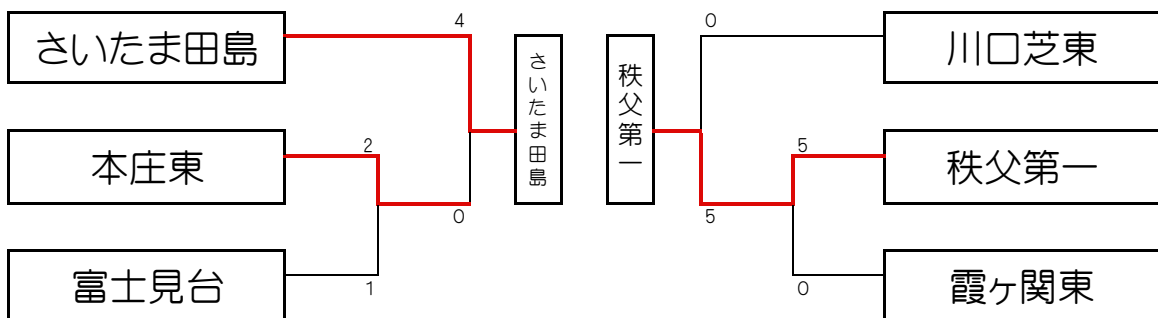 4
さいたま田島
さいたま田島
2
本庄東
0
富士見台
1
0
川口芝東
秩父第一
5
秩父第一
5
霞ヶ関東
0